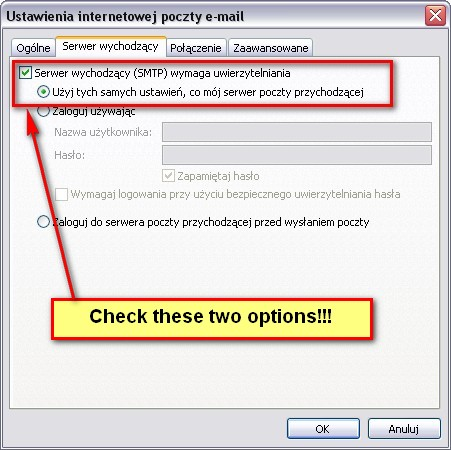 Ustawienia internetowej poczty e-mail
Ogólne Serwer wychodzący Połączenie Zaawansowane
Serwer wychodzący (SMTP) wymaga uwierzytelniania
Użyj tych samych ustawień, co mój serwer poczty przychodzącej
Zaloguj używając
Nazwa użytkownika:
Hasło:
Zapamiętaj hasło
Wymagaj logowania przy użyciu bezpiecznego uwierzytelniania hasła
Zaloguj do serwera poczty przychodzącej przed wysłaniem poczty
Check these two options!!!
OK Anuluj